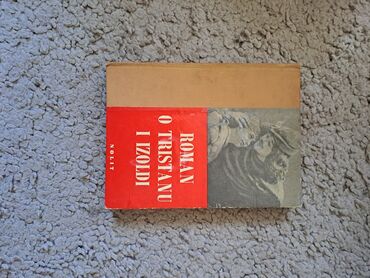 ROMAN
O TRISTANU
I IZOLDI
NOLIT